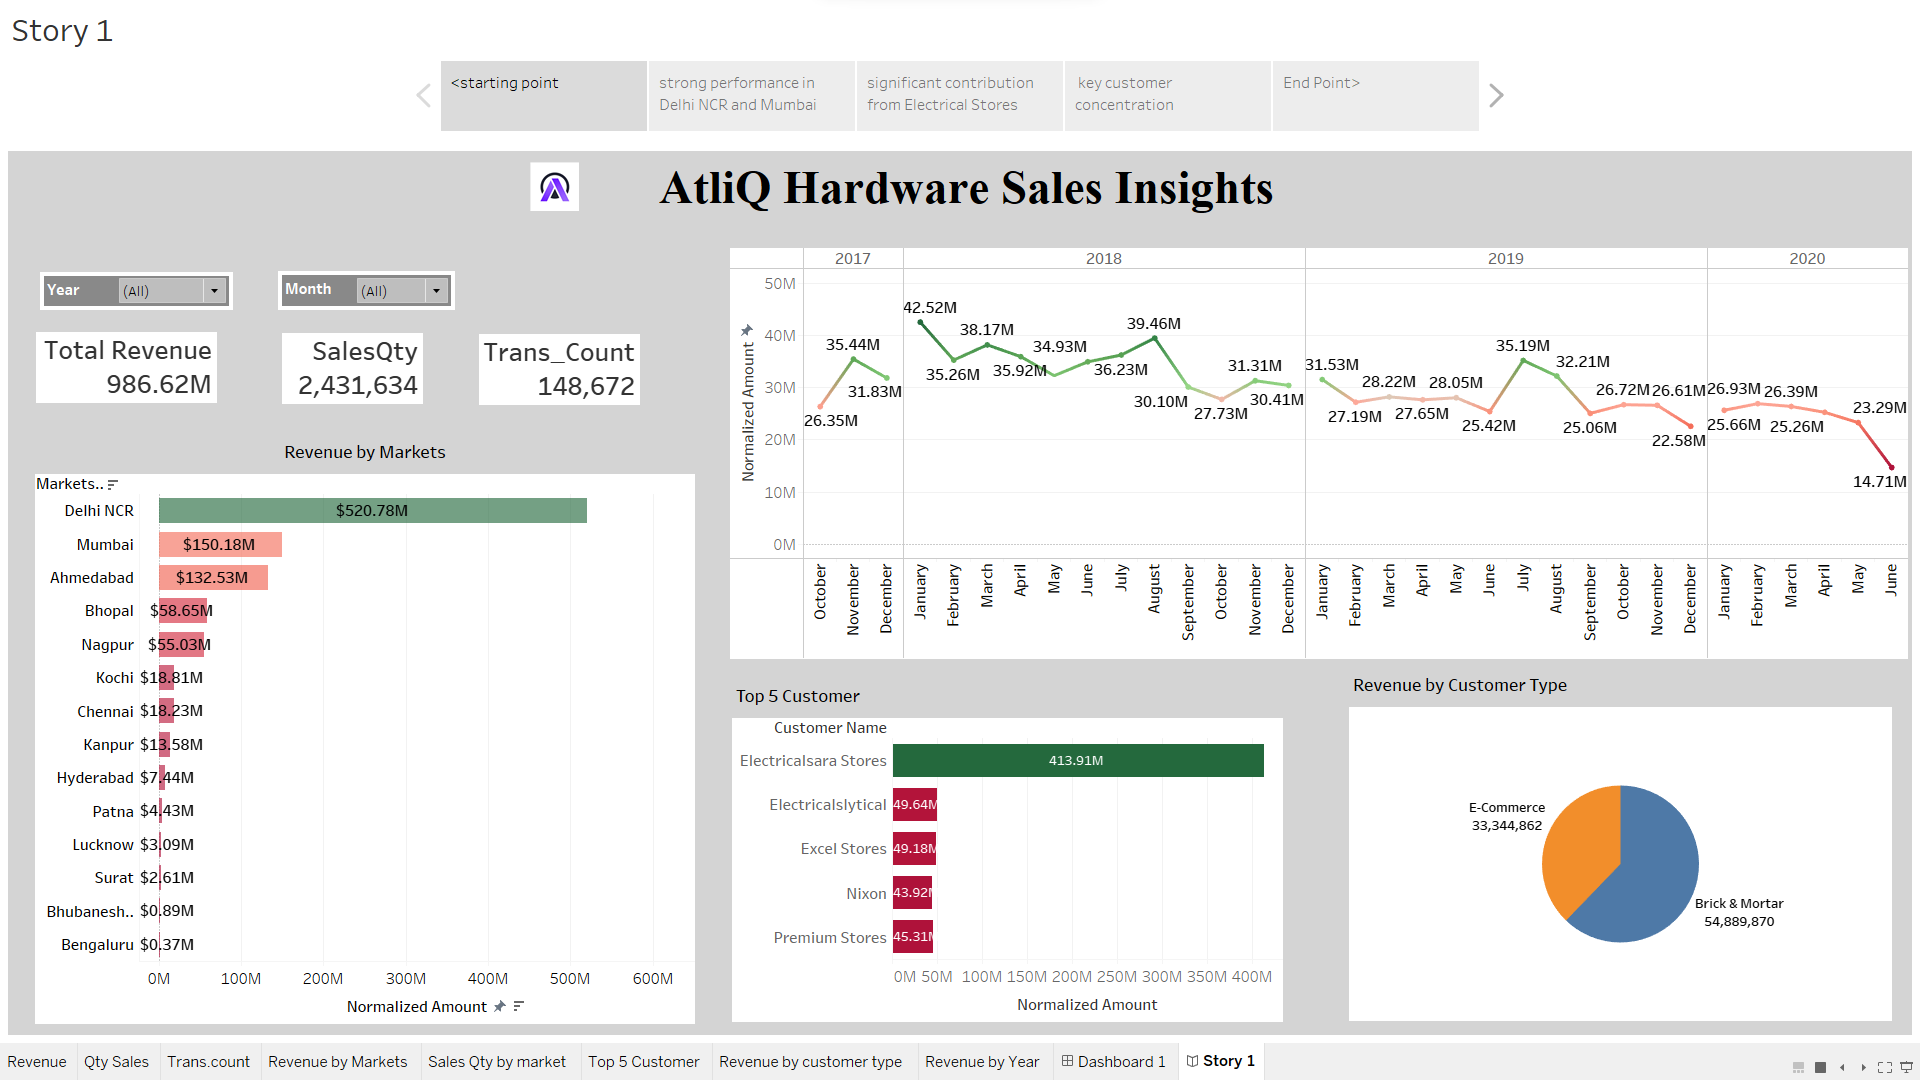 Story 1
<starting point
strong performance in
Delhi NCR and Mumbai
significant contribution
from Electrical Stores
key customer
concentration
End Point>
AtliQ Hardware Sales Insights
Year
(All)
Month
(All)
Total Revenue
986.62M
SalesQty
2,431,634
Trans_Count
148,672
Revenue by Markets
Markets..
Delhi NCR $520.78M
Mumbai $150.18M
Ahmedabad $132.53M
Bhopal $58.65M
Nagpur $55.03M
Kochi $18.81M
Chennai $18.23M
Kanpur $13.58M
Hyderabad $7.44M
Patna $4.43M
Lucknow $3.09M
Surat $2.61M
Bhubanesh.. $0.89M
Bengaluru $0.37M
0M 100M 200M 300M 400M 500M 600M
Normalized Amount
2017 2018 2019 2020
Normalized Amount
50M
40M
30M
20M
10M
0M
26.35M
35.44M
31.83M
42.52M
35.26M
38.17M
35.92M
34.93M
36.23M
39.46M
30.10M
27.73M
31.31M
30.41M
31.53M
27.19M
28.22M
27.65M
28.05M
25.42M
35.19M
32.21M
25.06M
26.72M
26.61M
22.58M
25.66M
26.93M
26.39M
25.26M
23.29M
14.71M
October
November
December
January
February
March
April
May
June
July
August
September
October
November
December
January
February
March
April
May
June
July
August
September
October
November
December
January
February
March
April
May
June
Top 5 Customer
Customer Name
Electricalsara Stores 413.91M
Electricalslytical 49.64M
Excel Stores 49.18M
Nixon 43.92M
Premium Stores 45.31M
0M 50M 100M 150M 200M 250M 300M 350M 400M
Normalized Amount
Revenue by Customer Type
E-Commerce
33,344,862
Brick & Mortar
54,889,870
Revenue Qty Sales Trans.count Revenue by Markets Sales Qty by market Top 5 Customer Revenue by customer type Revenue by Year Dashboard 1 Story 1